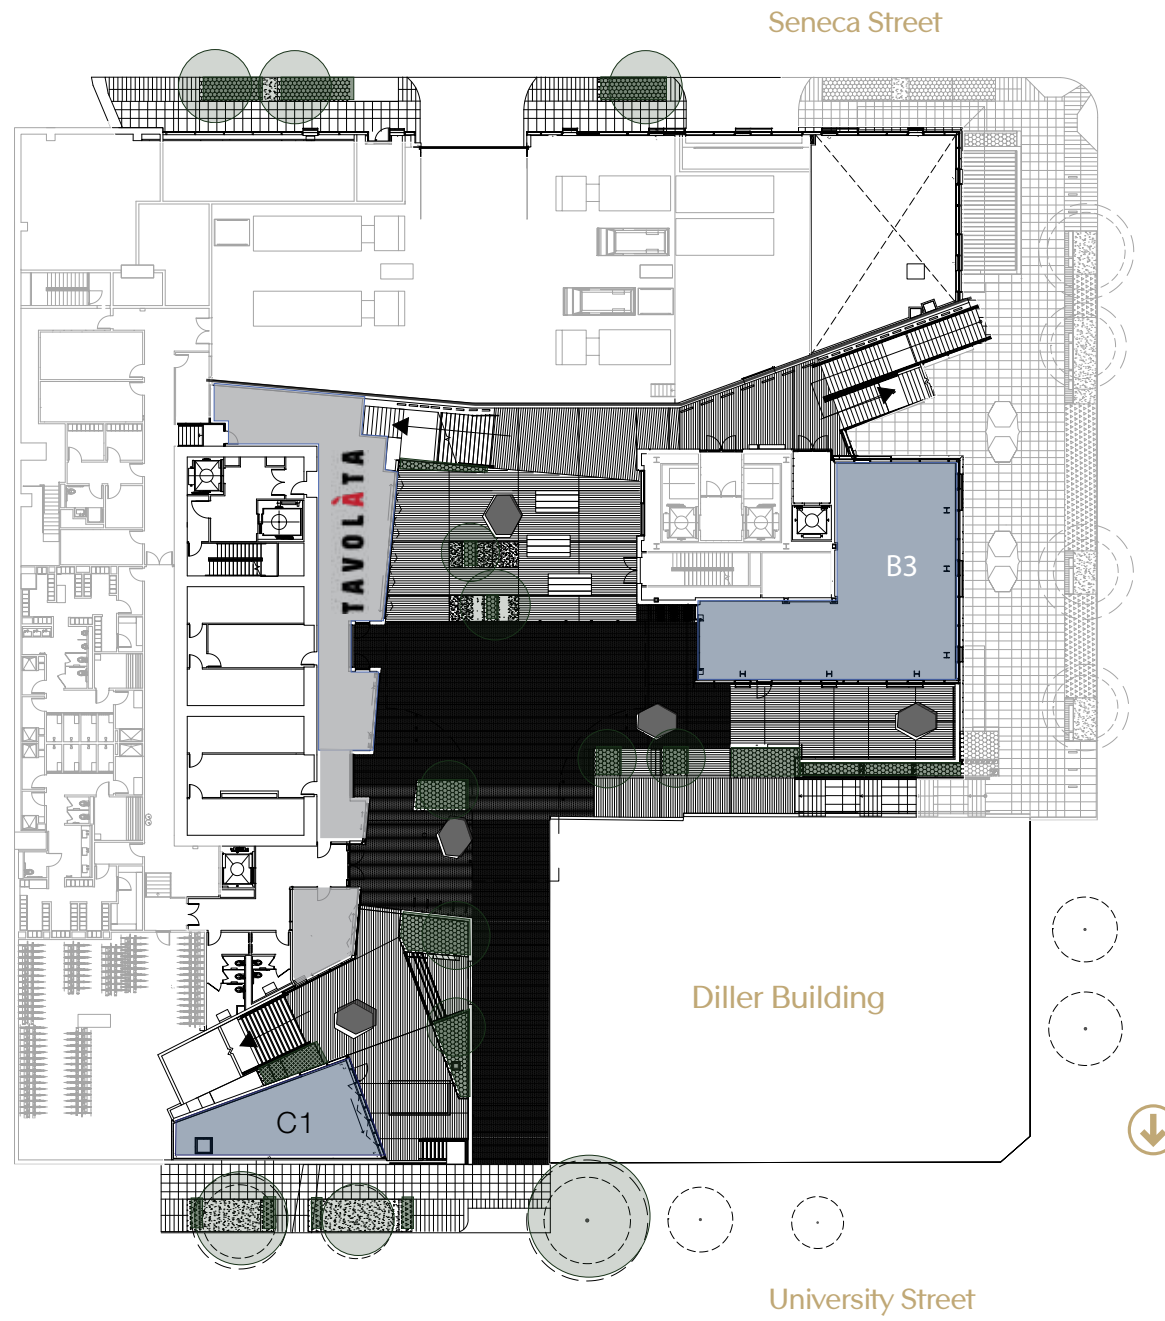 Seneca Street
TAVOLÀTA
B3
Diller Building
C1
University Street